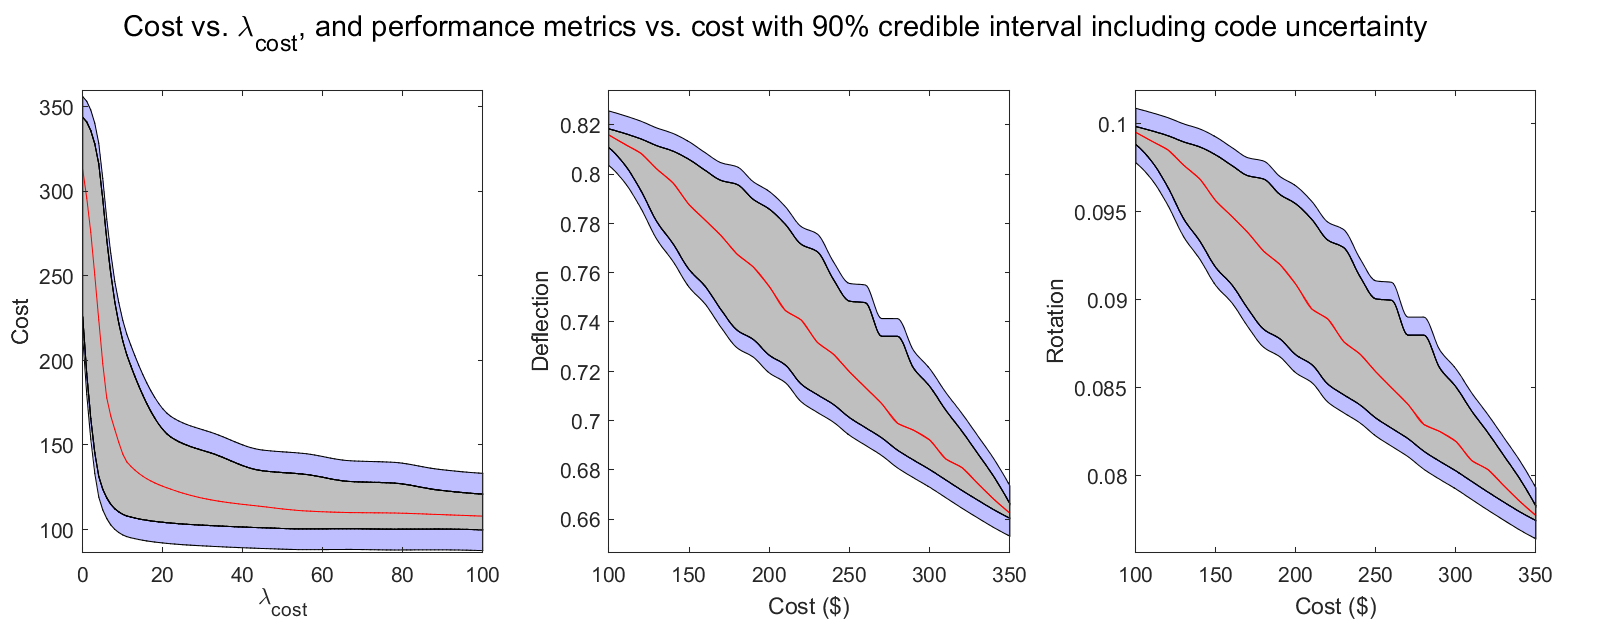 Cost vs. λcost, and performance metrics vs. cost with 90% credible interval including code uncertainty
Cost
350
300
250
200
150
100
0 20 40 60 80 100
λcost
Deflection
0.82
0.8
0.78
0.76
0.74
0.72
0.7
0.68
0.66
100 150 200 250 300 350
Cost ($)
Rotation
0.1
0.095
0.09
0.085
0.08
100 150 200 250 300 350
Cost ($)